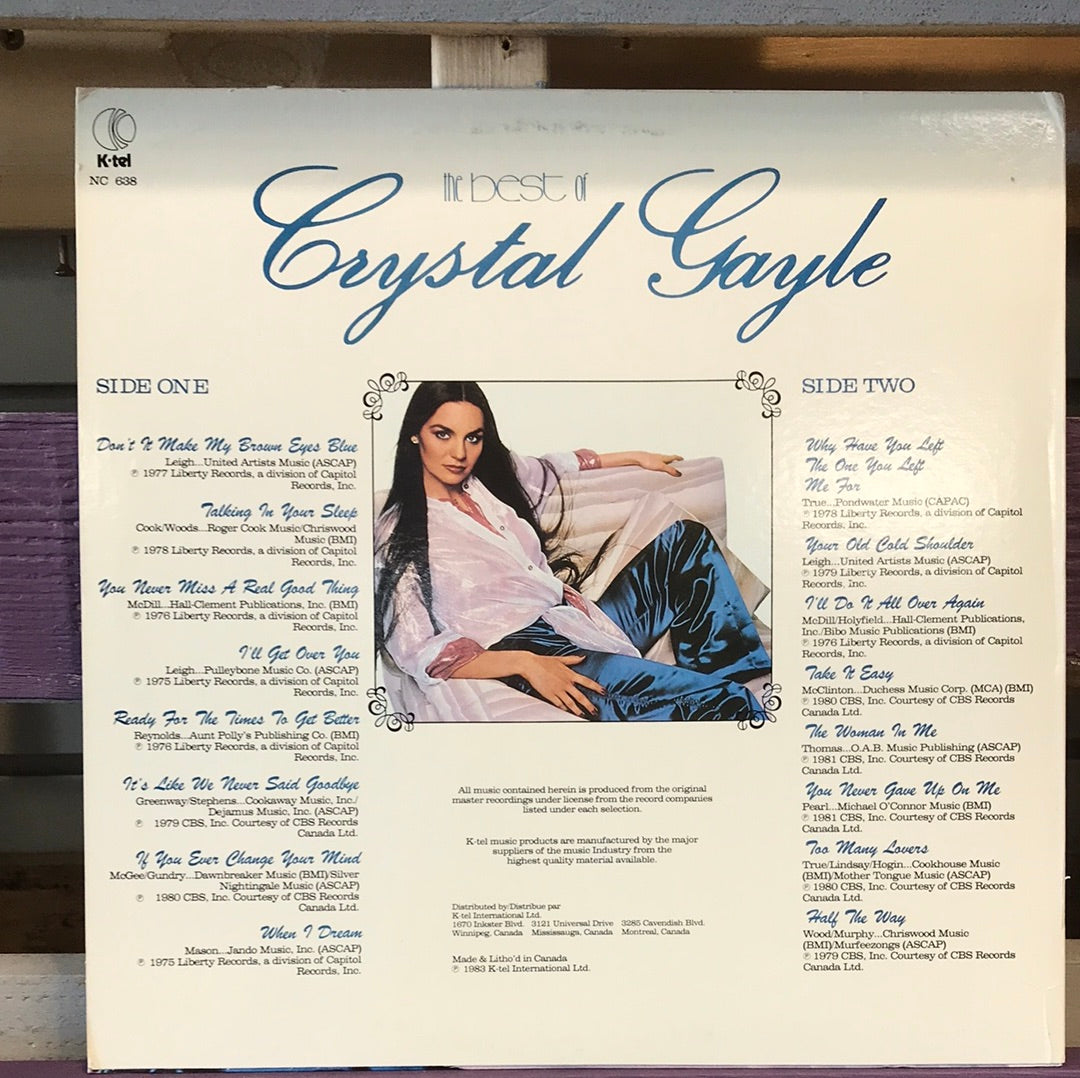 K-tel
NC 638
the best of
Crystal Gayle
SIDE ONE
Don't It Make My Brown Eyes Blue
Leigh...United Artists Music (ASCAP)
℗ 1977 Liberty Records, a division of Capitol
Records, Inc.
Talking In Your Sleep
Cook/Woods...Roger Cook Music/Chriswood
Music (BMI)
℗ 1978 Liberty Records, a division of Capitol
Records, Inc.
You Never Miss A Real Good Thing
McDill...Hall-Clement Publications, Inc. (BMI)
℗ 1976 Liberty Records, a division of Capitol
Records, Inc.
I'll Get Over You
Leigh...Pulleybone Music Co. (ASCAP)
℗ 1975 Liberty Records, a division of Capitol
Records, Inc.
Ready For The Times To Get Better
Reynolds...Aunt Polly's Publishing Co. (BMI)
℗ 1976 Liberty Records, a division of Capitol
Records, Inc.
It's Like We Never Said Goodbye
Greenway/Stephens...Cookaway Music, Inc./
Dejamus Music, Inc. (ASCAP)
℗ 1979 CBS, Inc. Courtesy of CBS Records
Canada Ltd.
If You Ever Change Your Mind
McGee/Gundry...Dawnbreaker Music (BMI)/Silver
Nightingale Music (ASCAP)
℗ 1980 CBS, Inc. Courtesy of CBS Records
Canada Ltd.
When I Dream
Mason...Jando Music, Inc. (ASCAP)
℗ 1975 Liberty Records, a division of Capitol
Records, Inc.
All music contained herein is produced from the original
master recordings under license from the record companies
listed under each selection.
K-tel music products are manufactured by the major
suppliers of the music Industry from the
highest quality material available.
Distributed by/Distribue par
K-tel International Ltd.
1670 Inkster Blvd. 3121 Universal Drive 3285 Cavendish Blvd.
Winnipeg, Canada Mississauga, Canada Montreal, Canada
Made & Litho'd in Canada
℗ 1983 K-tel International Ltd.
SIDE TWO
Why Have You Left
The One You Left
Me For
True...Pondwater Music (CAPAC)
℗ 1978 Liberty Records, a division of Capitol
Records, Inc.
Your Old Cold Shoulder
Leigh...United Artists Music (ASCAP)
℗ 1979 Liberty Records, a division of Capitol
Records, Inc.
I'll Do It All Over Again
McDill/Holyfield...Hall-Clement Publications,
Inc./Bibo Music Publications (BMI)
℗ 1976 Liberty Records, a division of Capitol
Records, Inc.
Take It Easy
McClinton...Duchess Music Corp. (MCA) (BMI)
℗ 1980 CBS, Inc. Courtesy of CBS Records
Canada Ltd.
The Woman In Me
Thomas...O.A.B. Music Publishing (ASCAP)
℗ 1981 CBS, Inc. Courtesy of CBS Records
Canada Ltd.
You Never Gave Up On Me
Pearl...Michael O'Connor Music (BMI)
℗ 1981 CBS, Inc. Courtesy of CBS Records
Canada Ltd.
Too Many Lovers
True/Lindsay/Hogin...Cookhouse Music
(BMI)/Mother Tongue Music (ASCAP)
℗ 1980 CBS, Inc. Courtesy of CBS Records
Canada Ltd.
Half The Way
Wood/Murphy...Chriswood Music
(BMI)/Murfeezongs (ASCAP)
℗ 1979 CBS, Inc. Courtesy of CBS Records
Canada Ltd.